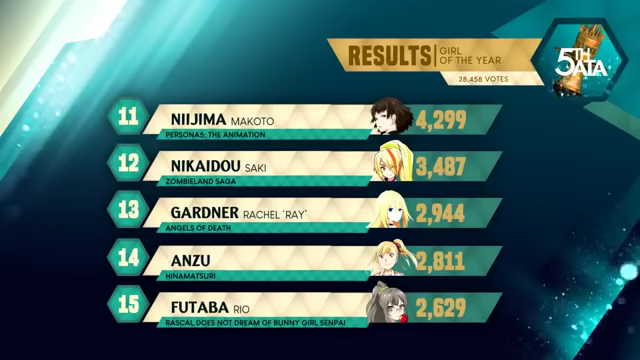 RESULTS
GIRL
OF THE YEAR
28.458 VOTES
5TH
ATA
11 NIIJIMA MAKOTO 4,299
PERSONA5: THE ANIMATION
12 NIKAIDOU SAKI 3,487
ZOMBIELAND SAGA
13 GARDNER RACHEL 'RAY' 2,944
ANGELS OF DEATH
14 ANZU 2,811
HINAMATSURI
15 FUTABA RIO 2,629
RASCAL DOES NOT DREAM OF BUNNY GIRL SENPAI